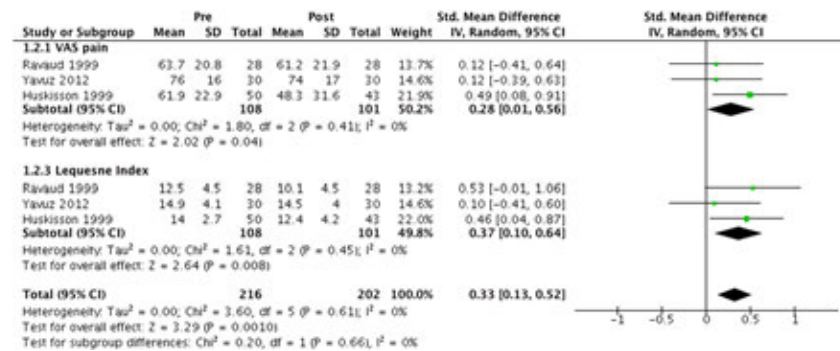 Pre Post Std. Mean Difference Std. Mean Difference
Study or Subgroup Mean SD Total Mean SD Total Weight IV, Random, 95% CI IV, Random, 95% CI
1.2.1 VAS pain
Ravaud 1999 63.7 20.8 28 61.2 21.9 28 13.7% 0.12 [-0.41, 0.64]
Yavuz 2012 76 16 30 74 17 30 14.6% 0.12 [-0.39, 0.63]
Huskisson 1999 61.9 22.9 50 48.3 31.6 43 21.9% 0.49 [0.08, 0.91]
Subtotal (95% CI) 108 101 50.2% 0.28 [0.01, 0.56]
Heterogeneity: Tau² = 0.00; Chi² = 1.80, df = 2 (P = 0.41); I² = 0%
Test for overall effect: Z = 2.02 (P = 0.04)
1.2.3 Lequesne Index
Ravaud 1999 12.5 4.5 28 10.1 4.5 28 13.2% 0.53 [-0.01, 1.06]
Yavuz 2012 14.9 4.1 30 14.5 4 30 14.7% 0.10 [-0.41, 0.60]
Huskisson 1999 14 2.7 50 12.4 4.2 43 22.0% 0.46 [0.04, 0.87]
Subtotal (95% CI) 108 101 49.8% 0.37 [0.10, 0.64]
Heterogeneity: Tau² = 0.00; Chi² = 1.61, df = 2 (P = 0.45); I² = 0%
Test for overall effect: Z = 2.64 (P = 0.008)
Total (95% CI) 216 202 100.0% 0.33 [0.13, 0.52]
Heterogeneity: Tau² = 0.00; Chi² = 3.60, df = 5 (P = 0.61); I² = 0%
Test for overall effect: Z = 3.29 (P = 0.0010)
Test for subgroup differences: Chi² = 0.20, df = 1 (P = 0.66), I² = 0%
-1 -0.5 0 0.5 1